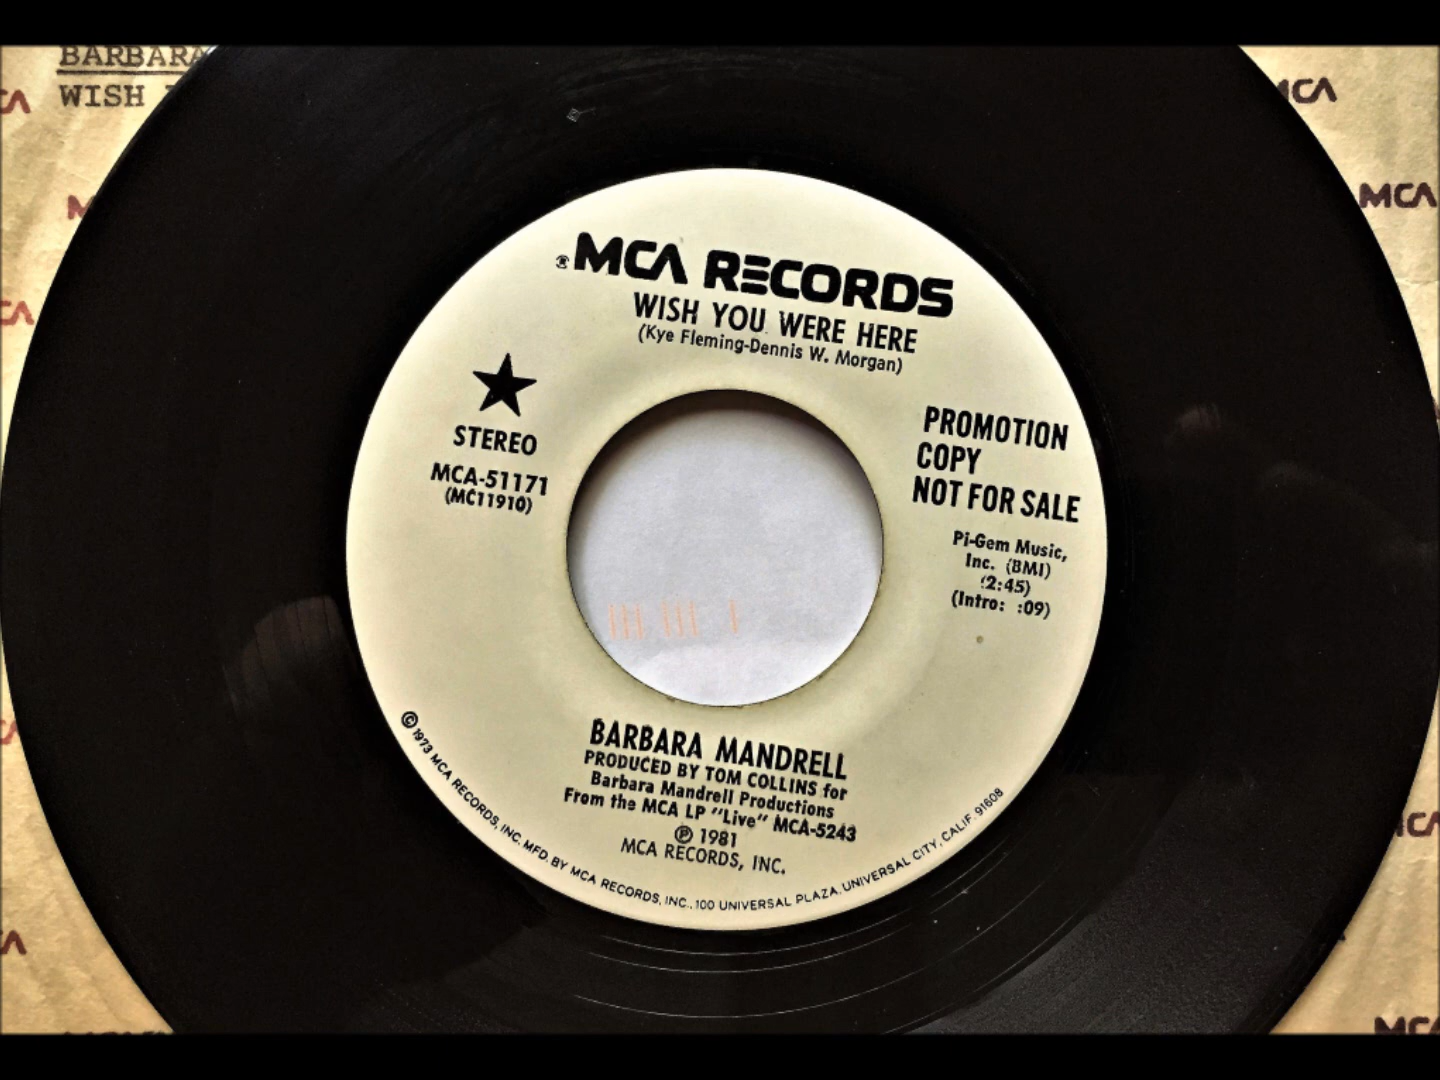 BARBARA
WISH
MCA
MCA
® MCA RECORDS
WISH YOU WERE HERE
(Kye Fleming-Dennis W. Morgan)
STEREO
MCA-51171
(MC11910)
PROMOTION
COPY
NOT FOR SALE
Pi-Gem Music,
Inc. (BMI)
(2:45)
(Intro: :09)
BARBARA MANDRELL
PRODUCED BY TOM COLLINS for
Barbara Mandrell Productions
From the MCA LP "Live" MCA-5243
℗ 1981
MCA RECORDS, INC.
© 1973 MCA RECORDS, INC. MFD. BY MCA RECORDS, INC., 100 UNIVERSAL PLAZA, UNIVERSAL CITY, CALIF. 91608